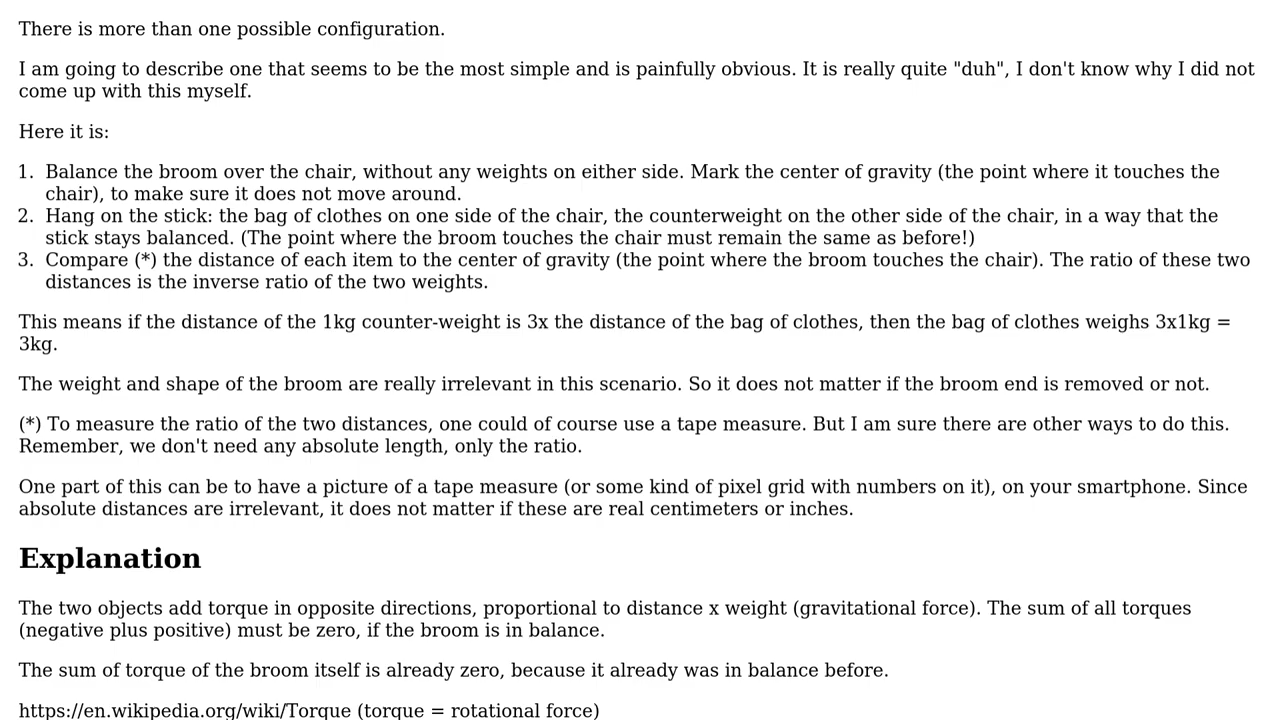 There is more than one possible configuration.
I am going to describe one that seems to be the most simple and is painfully obvious. It is really quite "duh", I don't know why I did not
come up with this myself.
Here it is:
1. Balance the broom over the chair, without any weights on either side. Mark the center of gravity (the point where it touches the
chair), to make sure it does not move around.
2. Hang on the stick: the bag of clothes on one side of the chair, the counterweight on the other side of the chair, in a way that the
stick stays balanced. (The point where the broom touches the chair must remain the same as before!)
3. Compare (*) the distance of each item to the center of gravity (the point where the broom touches the chair). The ratio of these two
distances is the inverse ratio of the two weights.
This means if the distance of the 1kg counter-weight is 3x the distance of the bag of clothes, then the bag of clothes weighs 3x1kg =
3kg.
The weight and shape of the broom are really irrelevant in this scenario. So it does not matter if the broom end is removed or not.
(*) To measure the ratio of the two distances, one could of course use a tape measure. But I am sure there are other ways to do this.
Remember, we don't need any absolute length, only the ratio.
One part of this can be to have a picture of a tape measure (or some kind of pixel grid with numbers on it), on your smartphone. Since
absolute distances are irrelevant, it does not matter if these are real centimeters or inches.
Explanation
The two objects add torque in opposite directions, proportional to distance x weight (gravitational force). The sum of all torques
(negative plus positive) must be zero, if the broom is in balance.
The sum of torque of the broom itself is already zero, because it already was in balance before.
https://en.wikipedia.org/wiki/Torque (torque = rotational force)